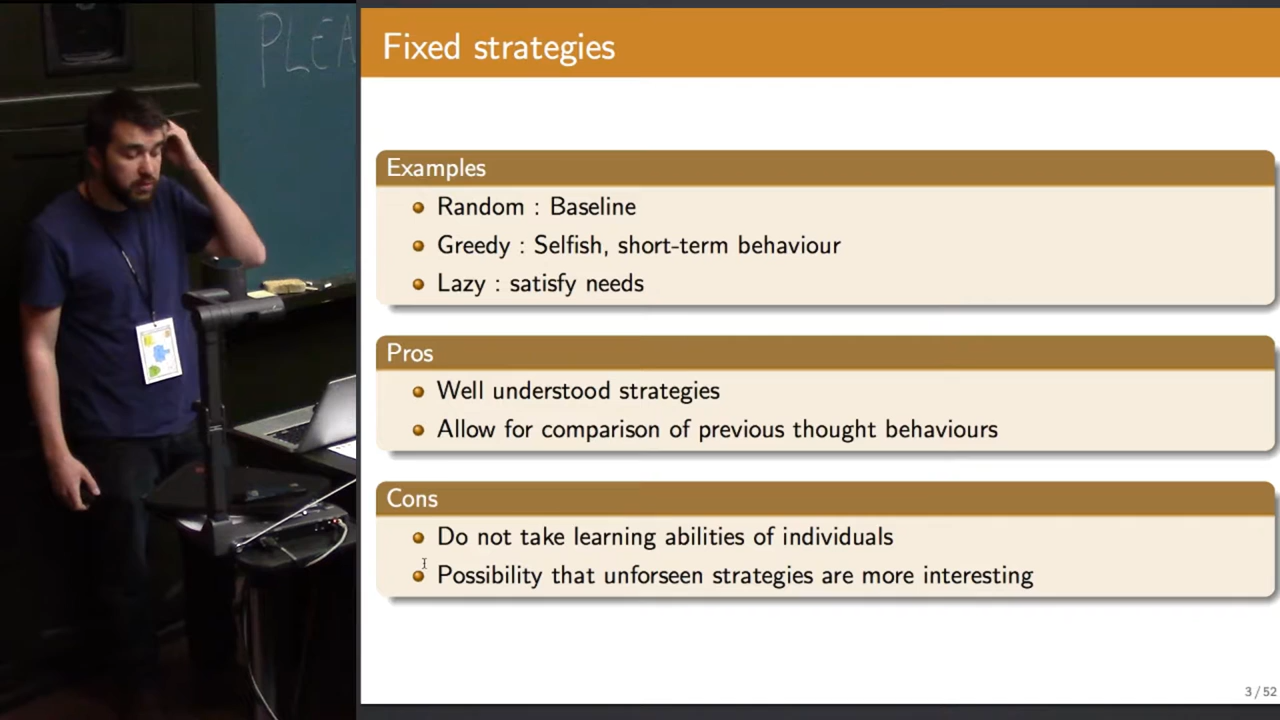 PLEA
Fixed strategies
Examples
Random : Baseline
Greedy : Selfish, short-term behaviour
Lazy : satisfy needs
Pros
Well understood strategies
Allow for comparison of previous thought behaviours
Cons
Do not take learning abilities of individuals
Possibility that unforseen strategies are more interesting
3 / 52